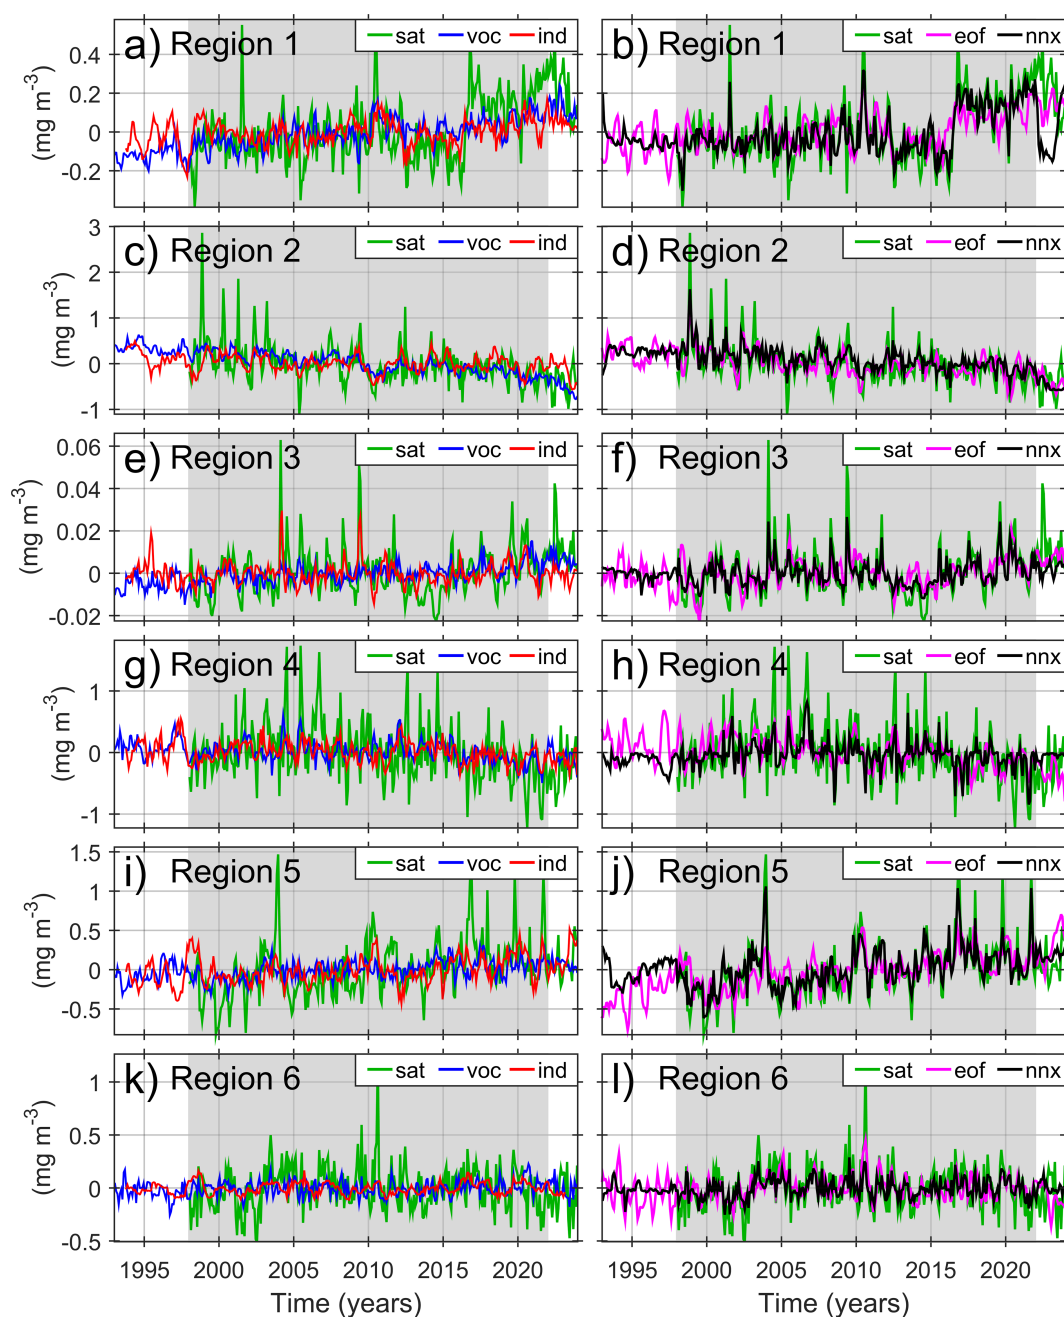 a) Region 1
sat voc ind
0.4
0.2
0
-0.2
(mg m-3)
b) Region 1
sat eof nnx
c) Region 2
sat voc ind
3
2
1
0
-1
(mg m-3)
d) Region 2
sat eof nnx
e) Region 3
sat voc ind
0.06
0.04
0.02
0
-0.02
(mg m-3)
f) Region 3
sat eof nnx
g) Region 4
sat voc ind
1
0
-1
(mg m-3)
h) Region 4
sat eof nnx
i) Region 5
sat voc ind
1.5
1
0.5
0
-0.5
(mg m-3)
j) Region 5
sat eof nnx
k) Region 6
sat voc ind
1
0.5
0
-0.5
(mg m-3)
l) Region 6
sat eof nnx
1995 2000 2005 2010 2015 2020
Time (years)
1995 2000 2005 2010 2015 2020
Time (years)